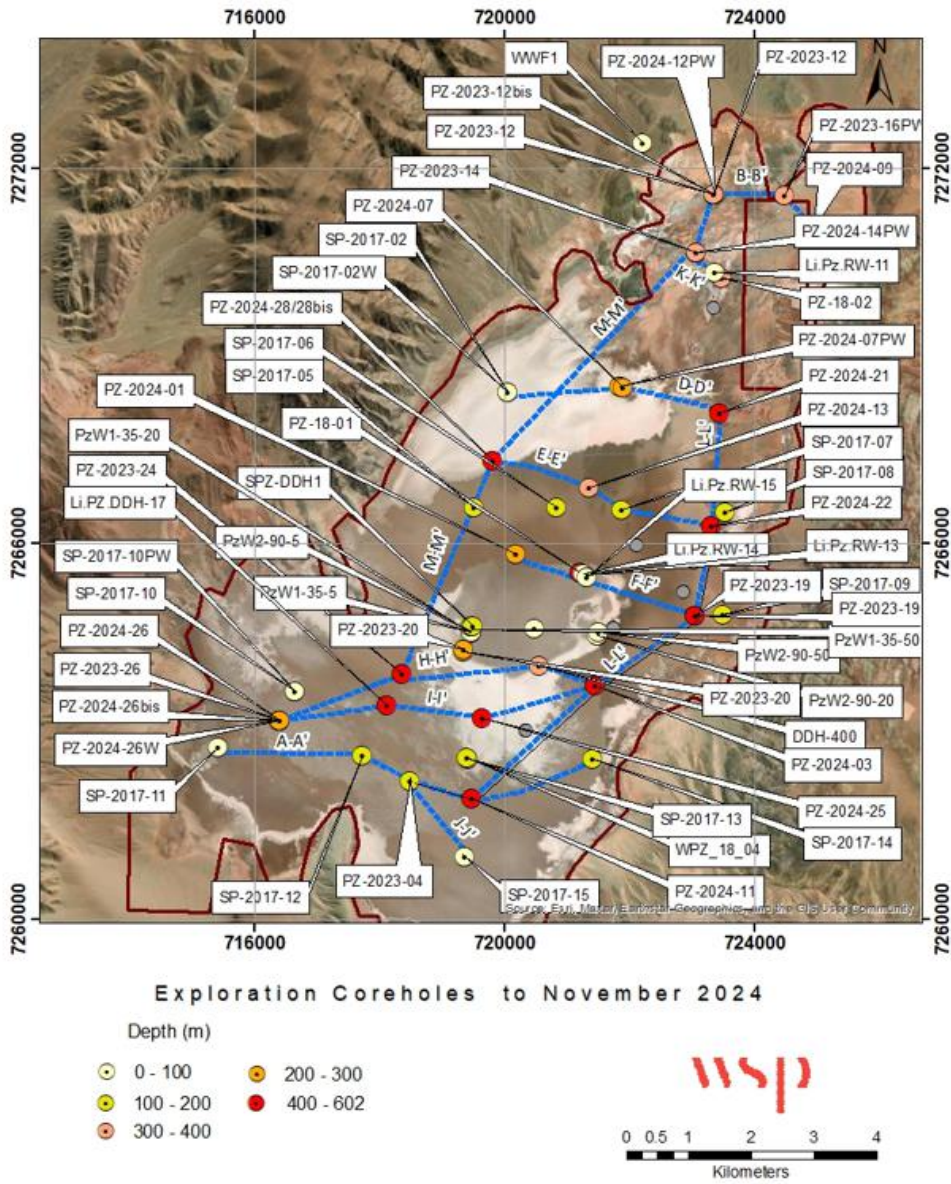 716000 720000 724000
N
WWF1
PZ-2024-12PW
PZ-2023-12
PZ-2023-12bis
PZ-2023-12
PZ-2023-16PW
PZ-2023-14
PZ-2024-09
B-B'
PZ-2024-07
SP-2017-02
PZ-2024-14PW
SP-2017-02W
Li.Pz.RW-11
K-K'
PZ-18-02
PZ-2024-28/28bis
M-M'
SP-2017-06
PZ-2024-07PW
SP-2017-05
D-D'
PZ-2024-21
PZ-2024-01
PZ-2024-13
PZ-18-01
L-L'
PzW1-35-20
SP-2017-07
E-E'
PZ-2023-24
SP-2017-08
SPZ-DDH1
Li.Pz.RW-15
Li.PZ.DDH-17
PZ-2024-22
PzW2-90-5
M-M'
Li.Pz.RW-14
Li.Pz.RW-13
SP-2017-10PW
F-F'
PzW1-35-5
PZ-2023-19
SP-2017-09
SP-2017-10
PZ-2023-19
PZ-2023-20
PzW1-35-50
PZ-2024-26
PzW2-90-50
H-H'
L-L'
PZ-2023-26
PZ-2023-20
PzW2-90-20
I-I'
PZ-2024-26bis
DDH-400
A-A'
PZ-2024-26W
PZ-2024-03
SP-2017-11
PZ-2024-25
SP-2017-13
SP-2017-14
J-J'
WPZ_18_04
SP-2017-12
PZ-2023-04
SP-2017-15
PZ-2024-11
Source: Esri, Maxar, Earthstar Geographics, and the GIS User Community
7272000 7272000
7266000 7266000
7260000 7260000
716000 720000 724000
Exploration Coreholes to November 2024
Depth (m)
0 - 100 200 - 300
100 - 200 400 - 602
300 - 400
wsp
0 0.5 1 2 3 4
Kilometers